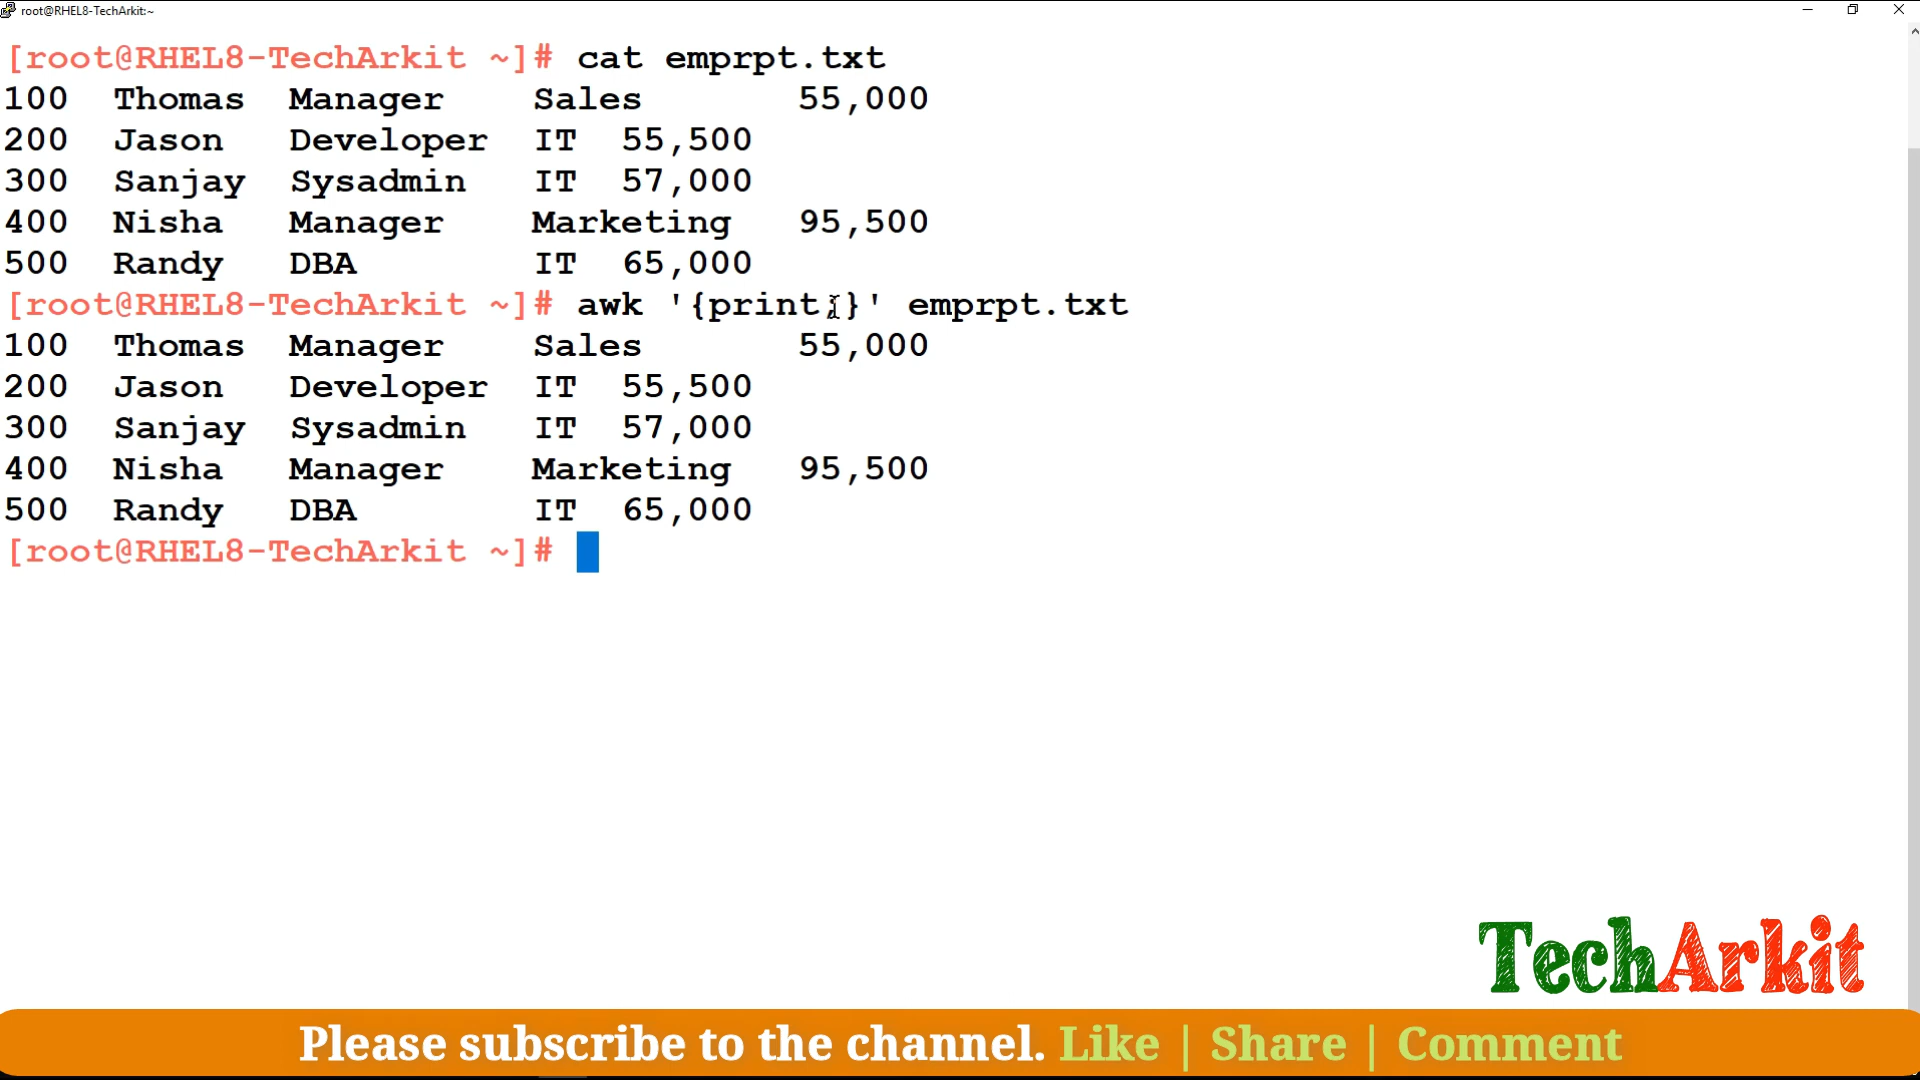 root@RHEL8-TechArkit:~
[root@RHEL8-TechArkit ~]# cat emprpt.txt
100  Thomas  Manager    Sales       55,000
200  Jason   Developer  IT  55,500
300  Sanjay  Sysadmin   IT  57,000
400  Nisha   Manager    Marketing   95,500
500  Randy   DBA        IT  65,000
[root@RHEL8-TechArkit ~]# awk '{print;}' emprpt.txt
100  Thomas  Manager    Sales       55,000
200  Jason   Developer  IT  55,500
300  Sanjay  Sysadmin   IT  57,000
400  Nisha   Manager    Marketing   95,500
500  Randy   DBA        IT  65,000
[root@RHEL8-TechArkit ~]#
TechArkit
Please subscribe to the channel. Like | Share | Comment